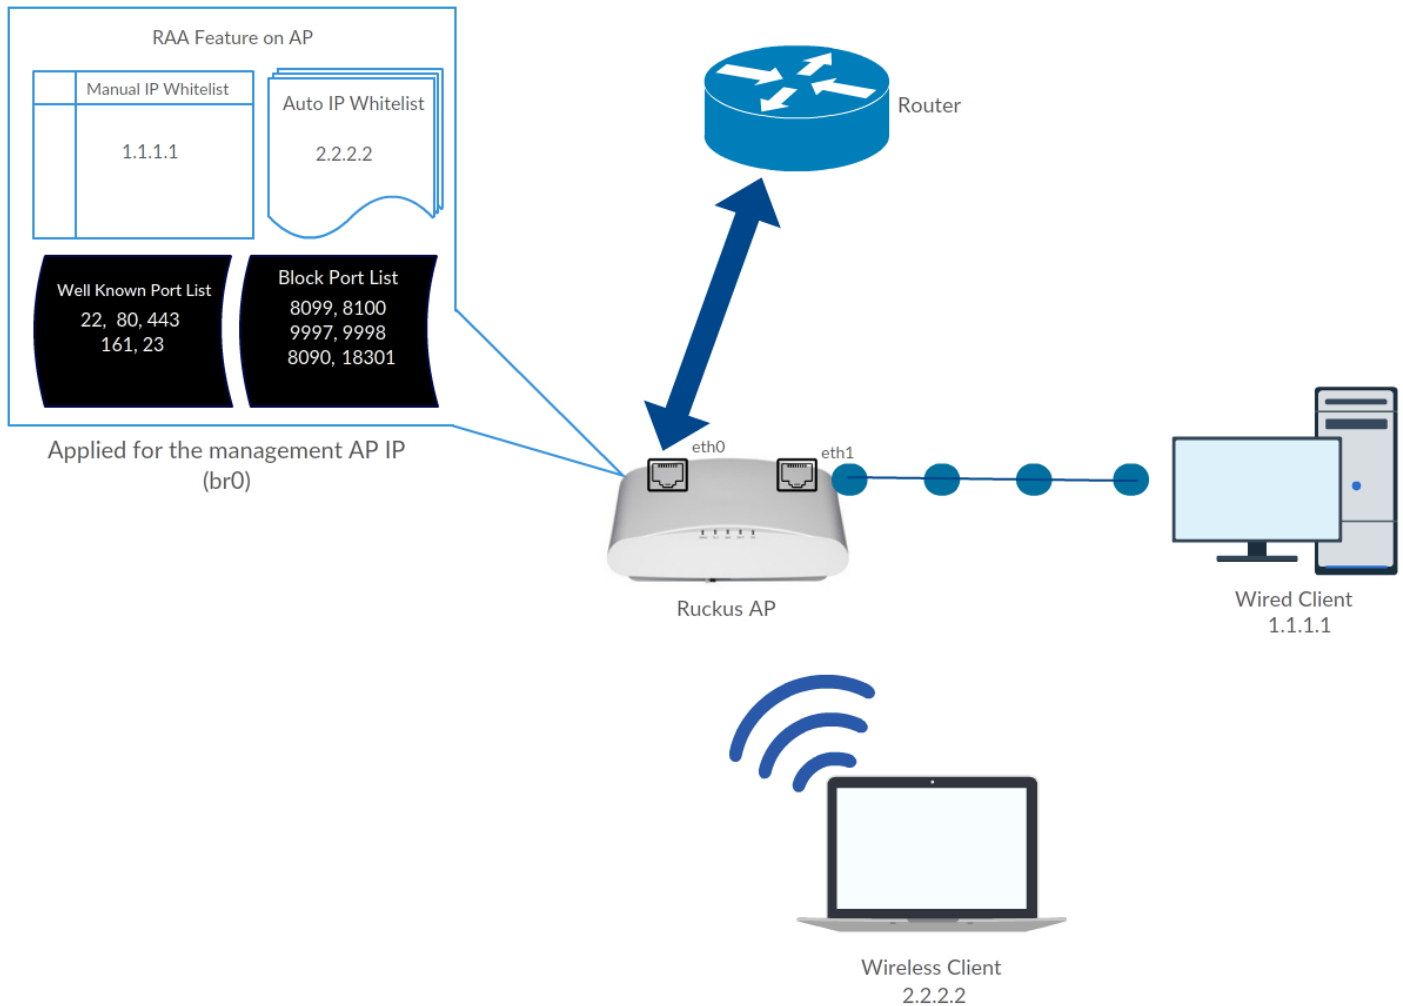 RAA Feature on AP
Manual IP Whitelist
1.1.1.1
Auto IP Whitelist
2.2.2.2
Well Known Port List
22, 80, 443
161, 23
Block Port List
8099, 8100
9997, 9998
8090, 18301
Applied for the management AP IP
(br0)
Router
eth0
eth1
Ruckus AP
Wired Client
1.1.1.1
Wireless Client
2.2.2.2